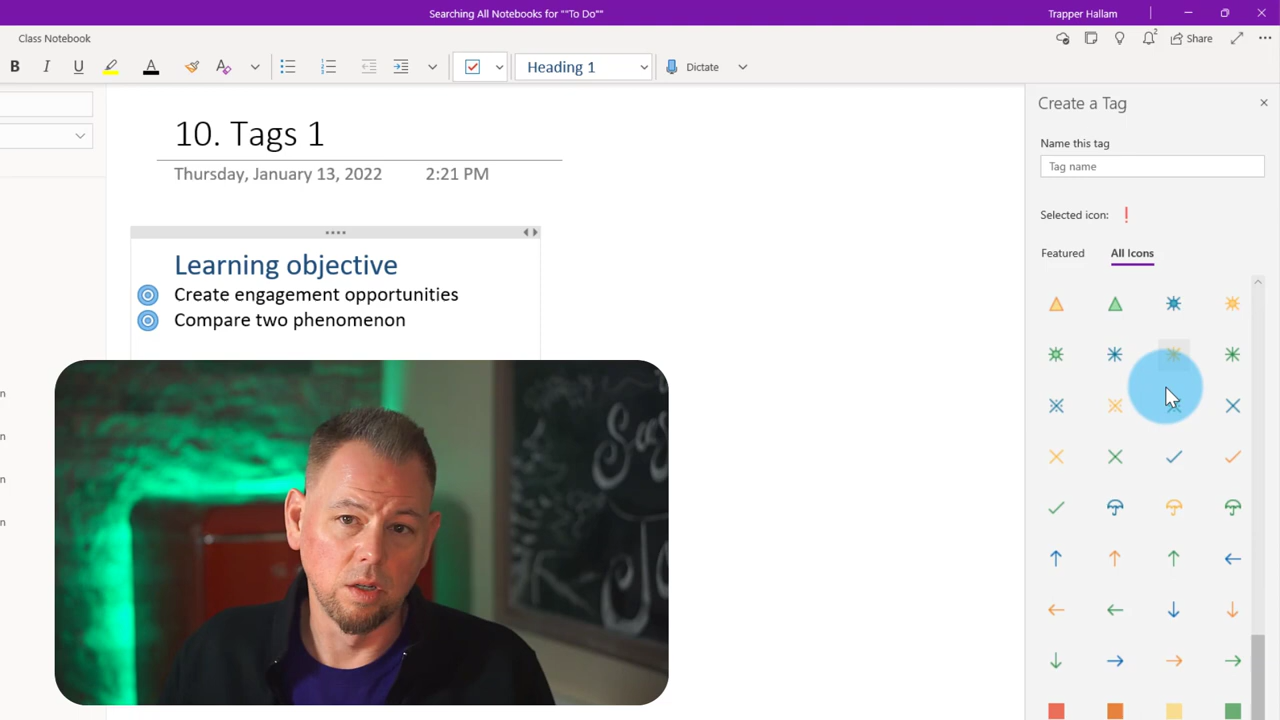 Searching All Notebooks for ""To Do""
Trapper Hallam
Class Notebook
Share
B I U
Heading 1
Dictate
Create a Tag
10. Tags 1
Name this tag
Tag name
Thursday, January 13, 2022 2:21 PM
Selected icon:
Featured All Icons
Learning objective
Create engagement opportunities
Compare two phenomenon
n
n
n
n